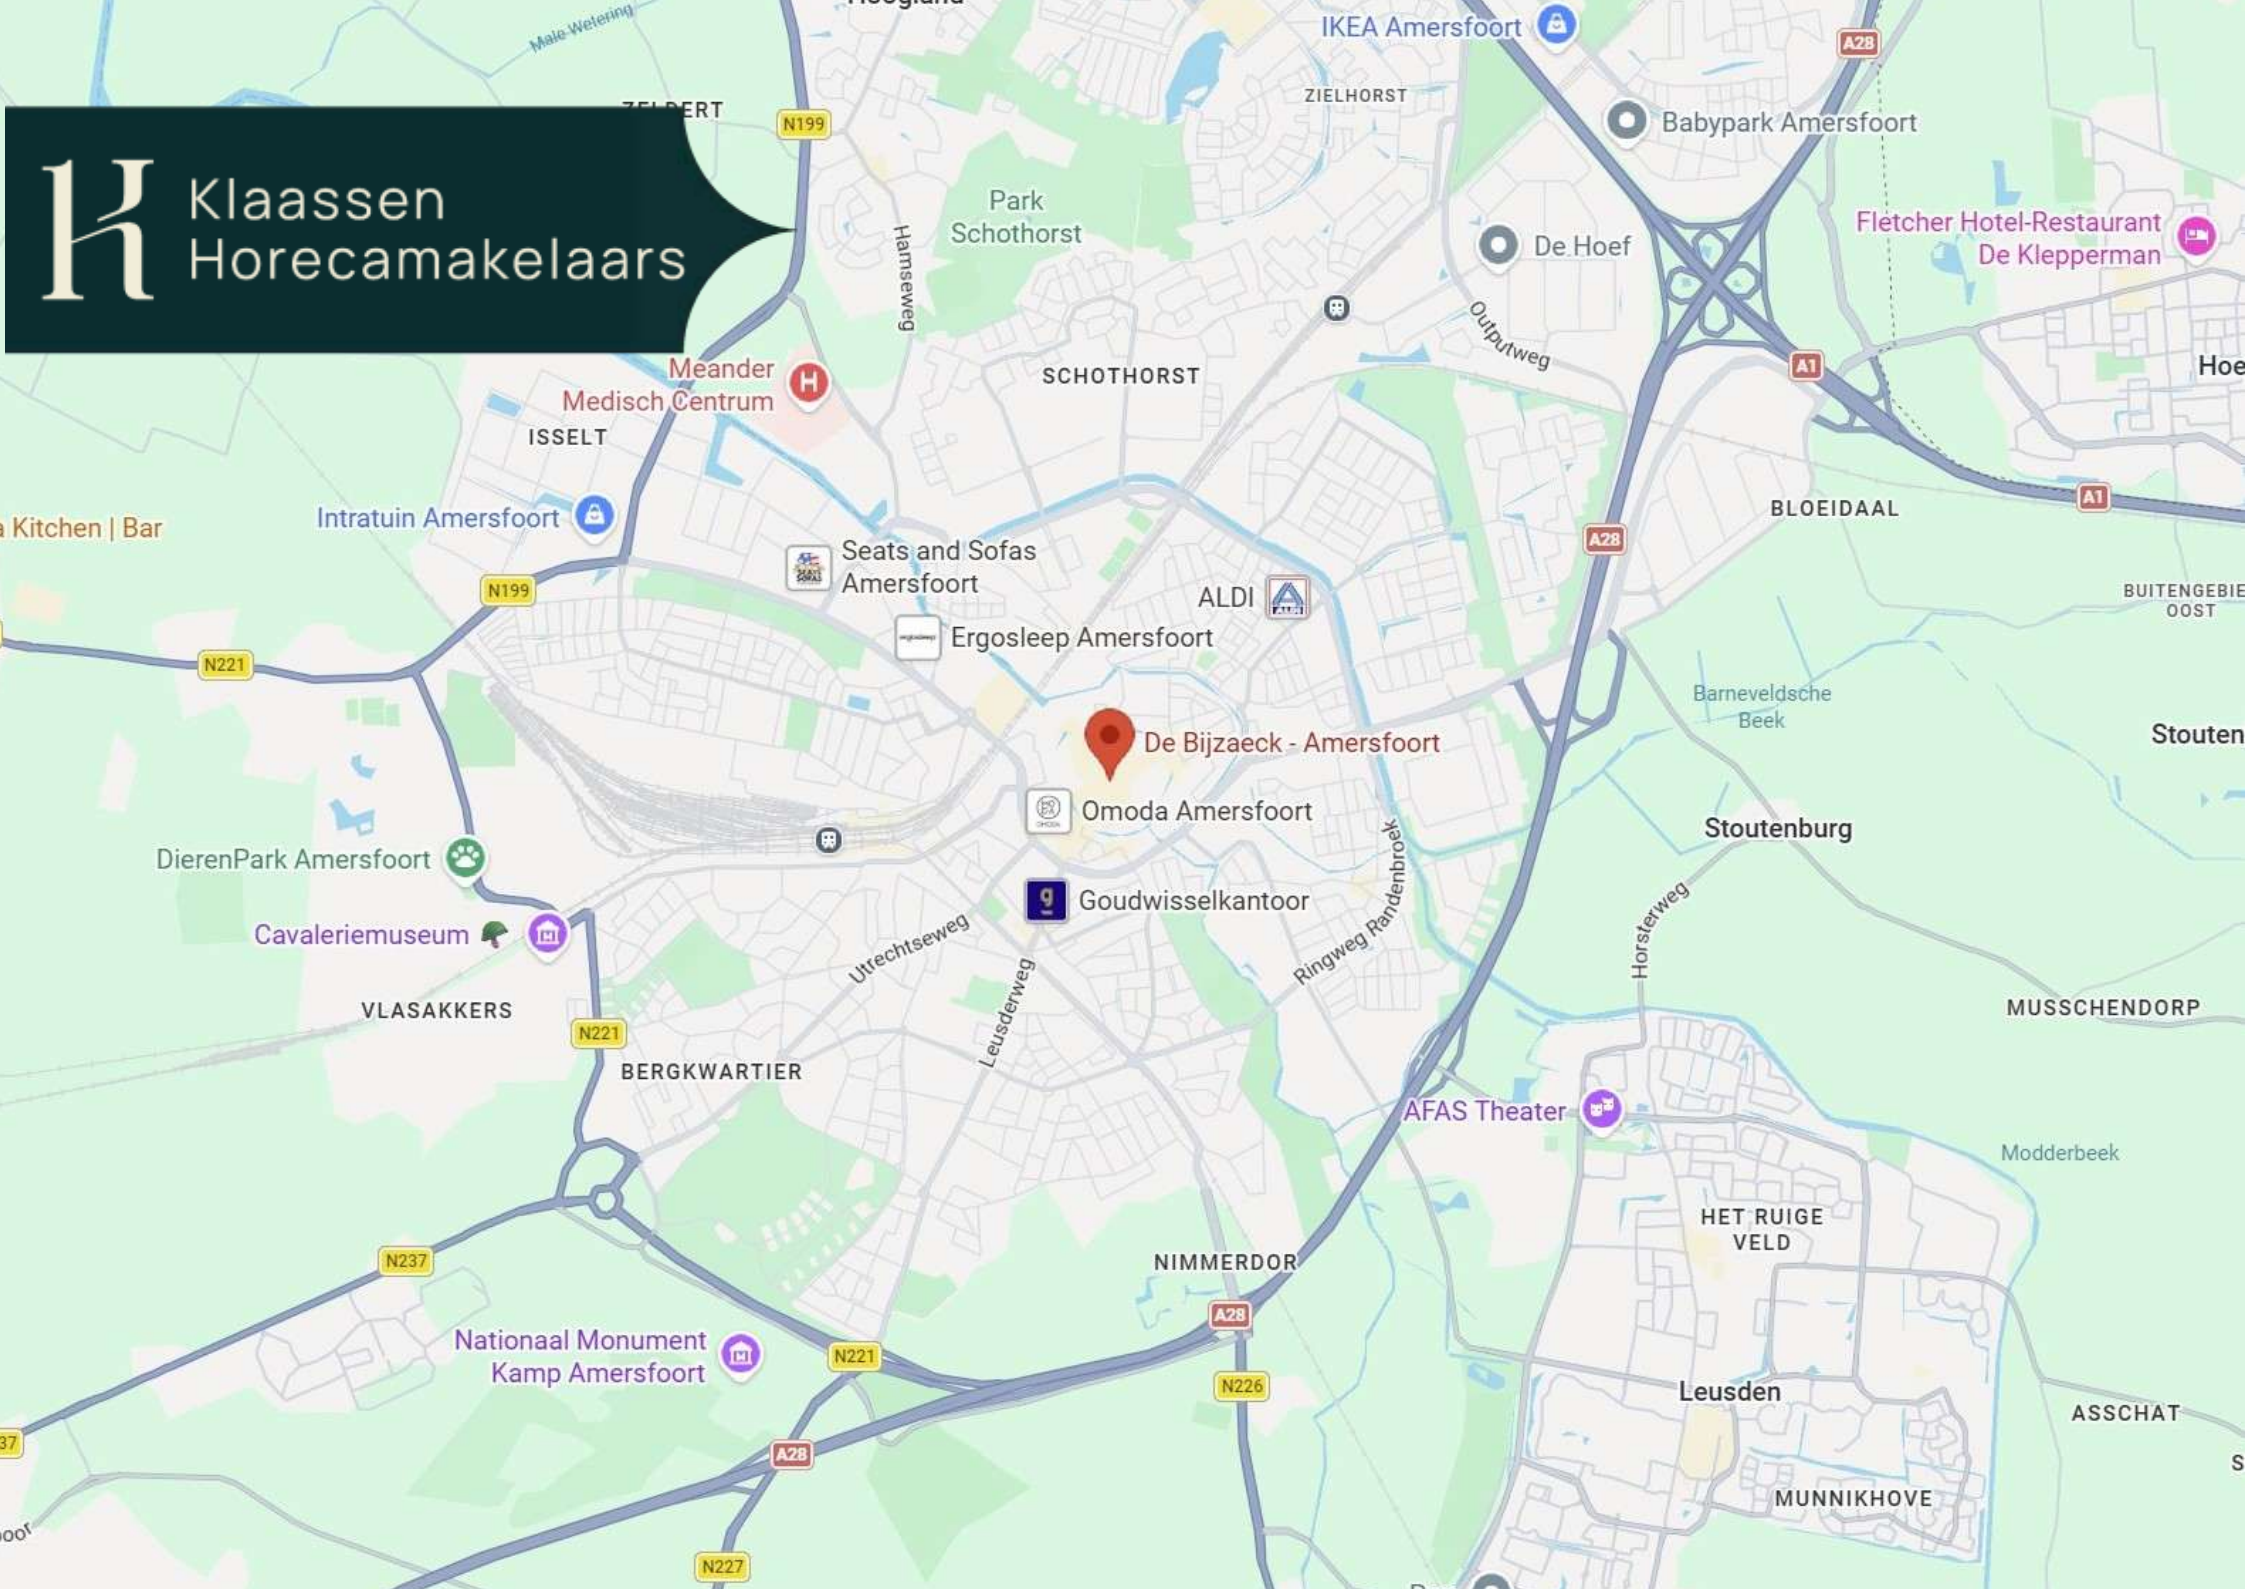 Male Wetering
IKEA Amersfoort
A28
ZIELHORST
N199
Babypark Amersfoort
Klaassen
Horecamakelaars
Park
Schothorst
Hamseweg
De Hoef
Fletcher Hotel-Restaurant
De Klepperman
Outputweg
Meander
Medisch Centrum
H
SCHOTHORST
A1
ISSELT
A1
Intratuin Amersfoort
BLOEIDAAL
Kitchen | Bar
Seats and Sofas
Amersfoort
A28
N199
ALDI
OOST
Ergosleep Amersfoort
N221
Barneveldsche
Beek
De Bijzaeck - Amersfoort
Omoda Amersfoort
Stoutenburg
DierenPark Amersfoort
Ringweg Randenbroek
Goudwisselkantoor
Cavaleriemuseum
Utrechtseweg
Horsterweg
Leusderweg
VLASAKKERS
MUSSCHENDORP
N221
BERGKWARTIER
AFAS Theater
Modderbeek
HET RUIGE
VELD
N237
NIMMERDOR
A28
Nationaal Monument
Kamp Amersfoort
N221
N226
Leusden
ASSCHAT
A28
MUNNIKHOVE
N227